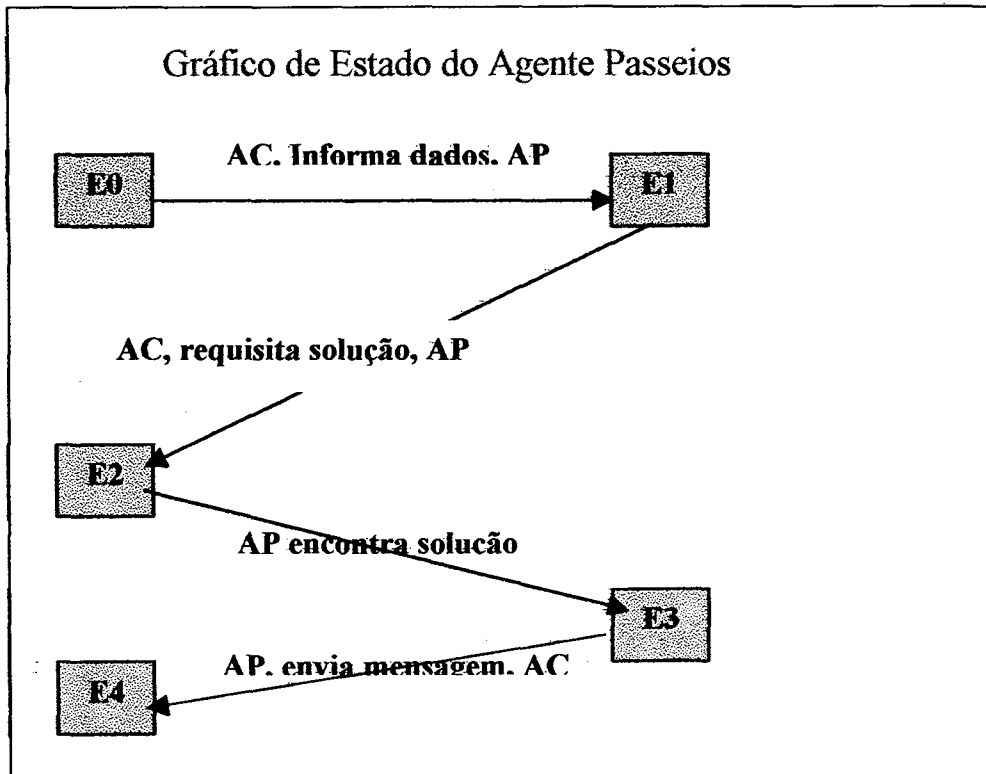 Gráfico de Estado do Agente Passeios
AC. Informa dados. AP
E0
E1
AC, requisita solução, AP
E2
AP encontra solucão
E3
AP. envia mensagem. AC
E4